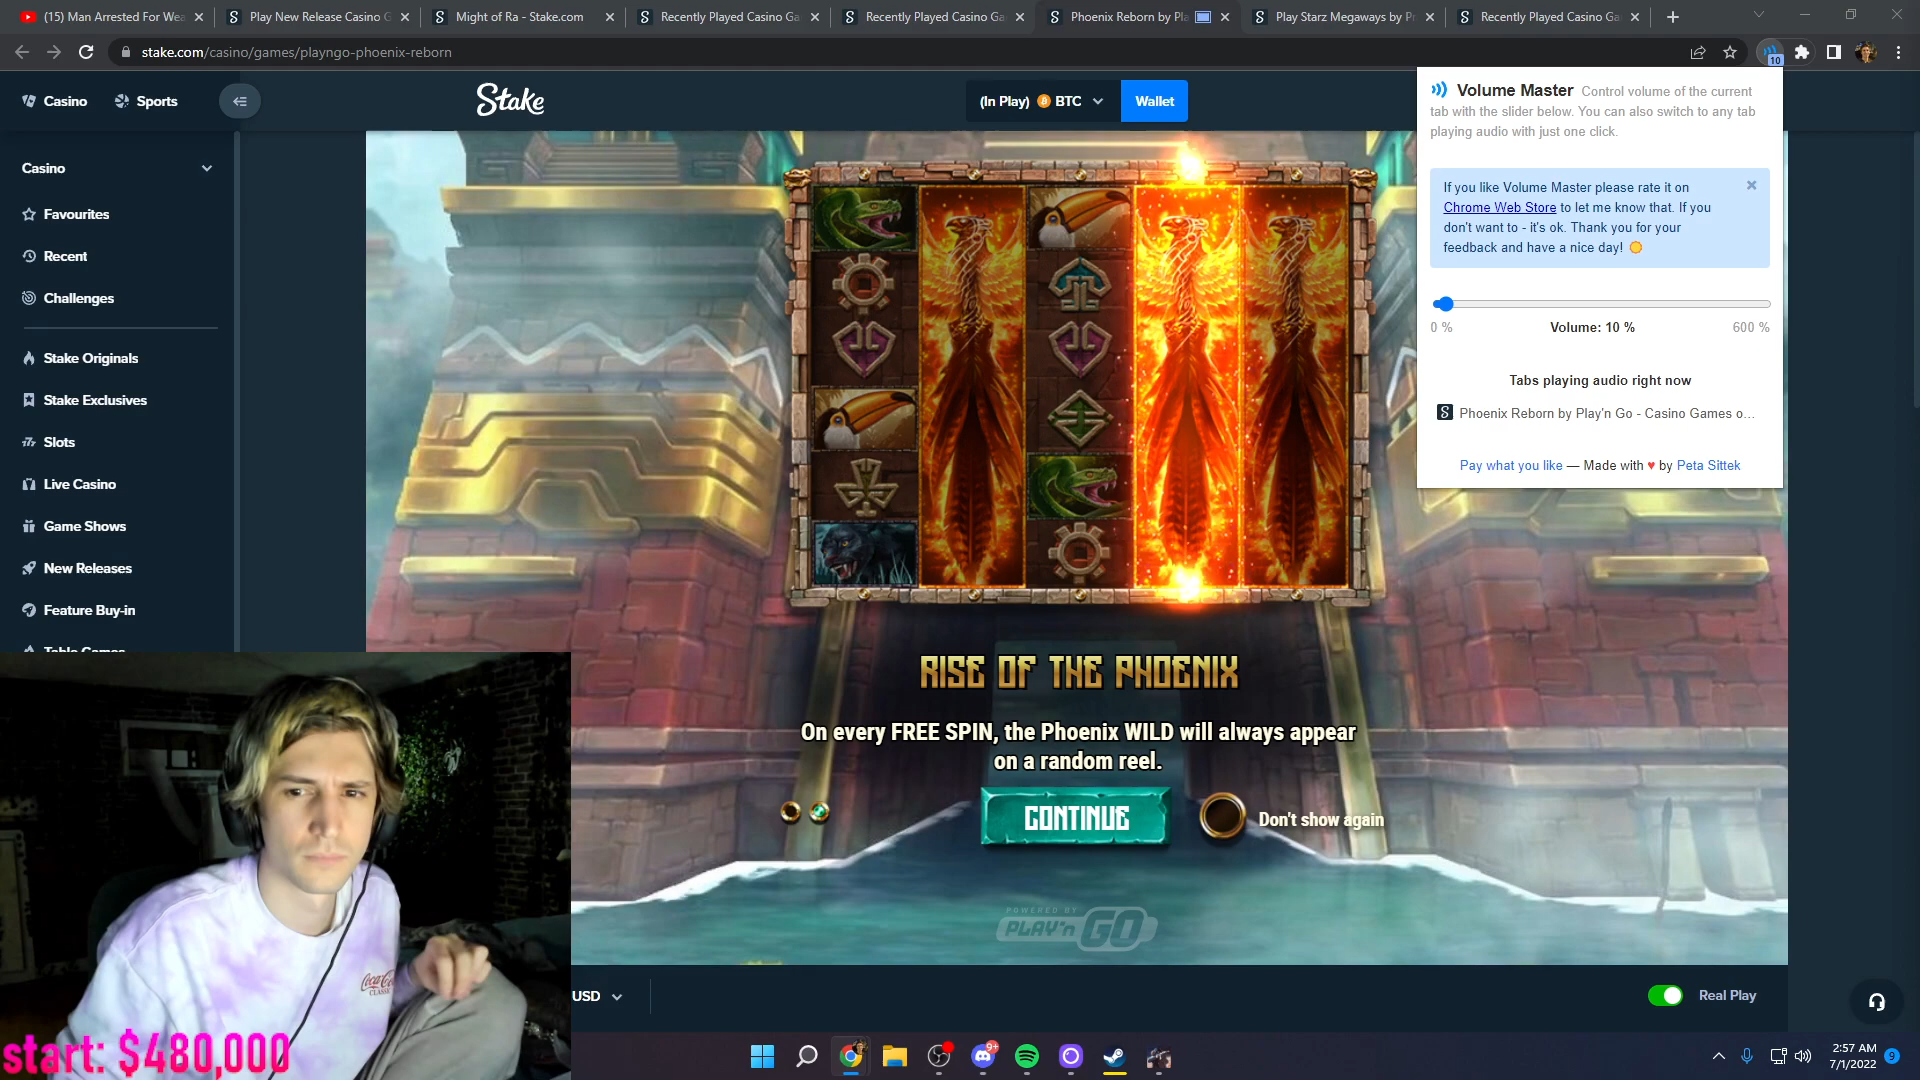 (15) Man Arrested For Wea
Play New Release Casino G
Might of Ra - Stake.com
Recently Played Casino Ga
Recently Played Casino Ga
Phoenix Reborn by Pla
Play Starz Megaways by Pr
Recently Played Casino Ga
stake.com/casino/games/playngo-phoenix-reborn
10
Casino
Sports
Stake
(In Play) BTC
Wallet
Volume Master Control volume of the current
tab with the slider below. You can also switch to any tab
playing audio with just one click.
If you like Volume Master please rate it on
Chrome Web Store to let me know that. If you
don't want to - it's ok. Thank you for your
feedback and have a nice day!
0 %
Volume: 10 %
600 %
Tabs playing audio right now
Phoenix Reborn by Play'n Go - Casino Games o...
Pay what you like — Made with ♥ by Peta Sittek
Casino
Favourites
Recent
Challenges
Stake Originals
Stake Exclusives
Slots
Live Casino
Game Shows
New Releases
Feature Buy-in
Table Games
RISE OF THE PHOENIX
On every FREE SPIN, the Phoenix WILD will always appear
on a random reel.
CONTINUE
Don't show again
POWERED BY
PLAY'n GO
Coca-Cola
CLASSIC
USD
Real Play
start: $480,000
9+
2:57 AM
7/1/2022
9